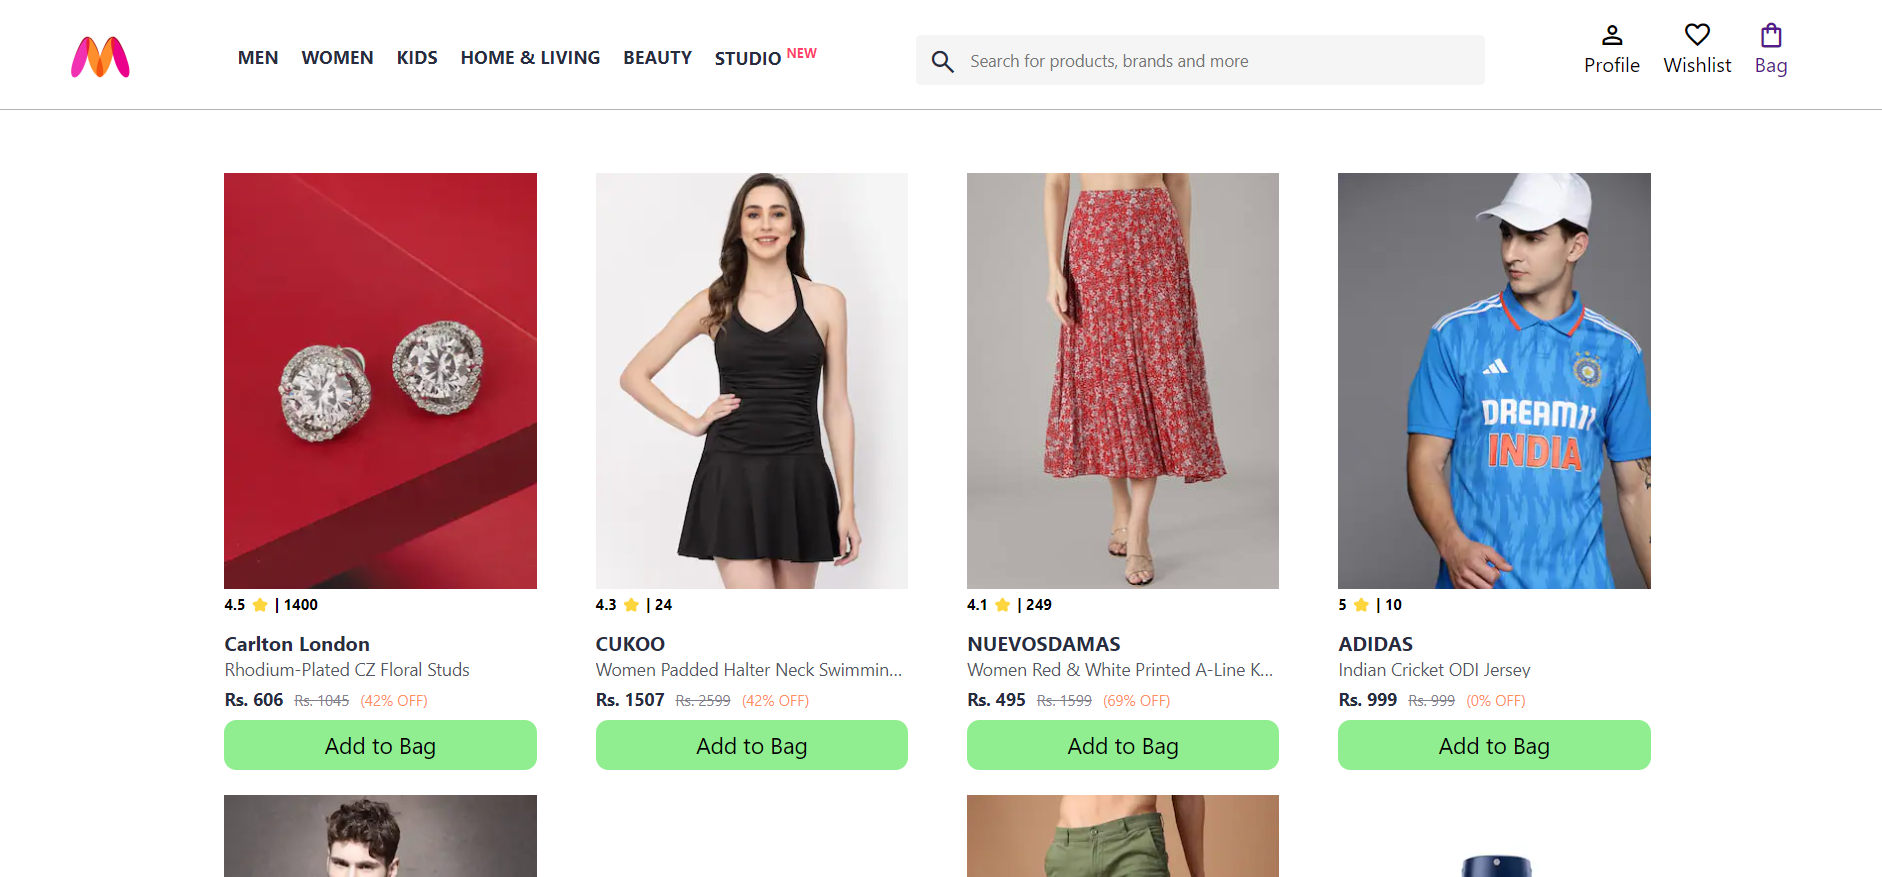 MEN WOMEN KIDS HOME & LIVING BEAUTY STUDIO NEW
Search for products, brands and more
Profile Wishlist Bag
DREAM11
INDIA
4.5 ⭐ | 1400
Carlton London
Rhodium-Plated CZ Floral Studs
Rs. 606 Rs. 1045 (42% OFF)
Add to Bag
4.3 ⭐ | 24
CUKOO
Women Padded Halter Neck Swimmin...
Rs. 1507 Rs. 2599 (42% OFF)
Add to Bag
4.1 ⭐ | 249
NUEVOSDAMAS
Women Red & White Printed A-Line K...
Rs. 495 Rs. 1599 (69% OFF)
Add to Bag
5 ⭐ | 10
ADIDAS
Indian Cricket ODI Jersey
Rs. 999 Rs. 999 (0% OFF)
Add to Bag